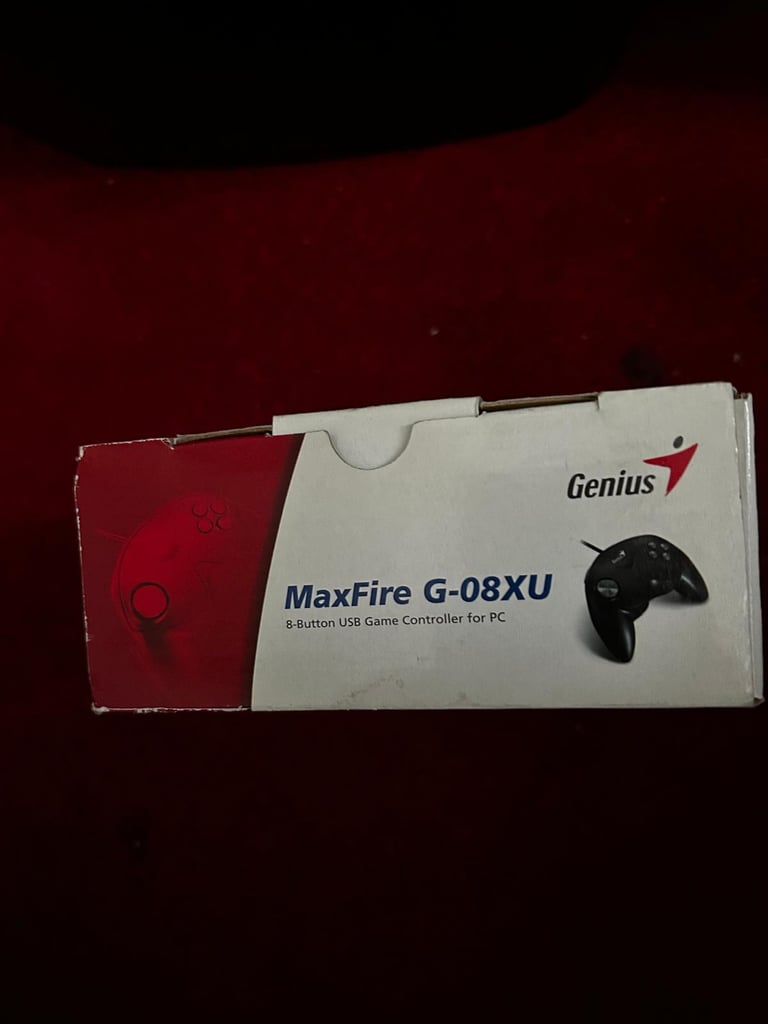 Genius
MaxFire G-08XU
8-Button USB Game Controller for PC